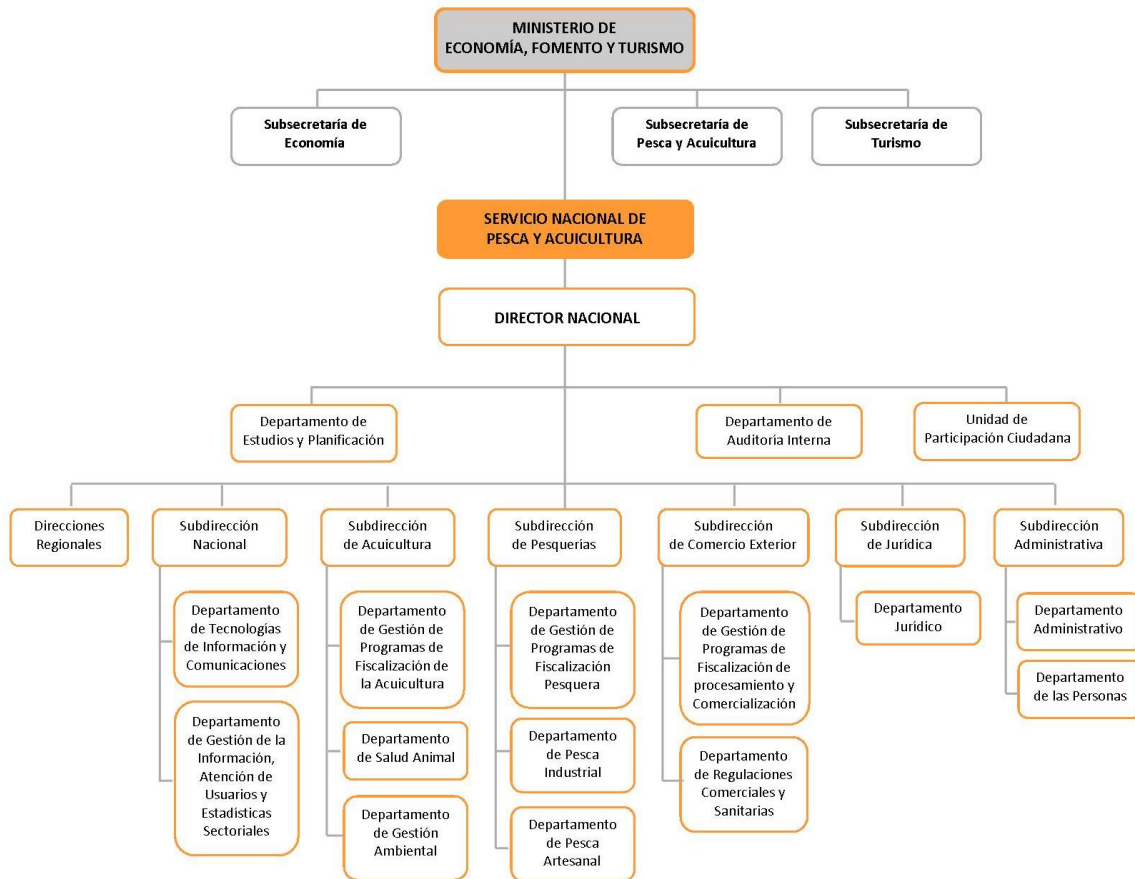 MINISTERIO DE
ECONOMÍA, FOMENTO Y TURISMO
Subsecretaría de
Economía
Subsecretaría de
Pesca y Acuicultura
Subsecretaría de
Turismo
SERVICIO NACIONAL DE
PESCA Y ACUICULTURA
DIRECTOR NACIONAL
Departamento de
Estudios y Planificación
Departamento de
Auditoría Interna
Unidad de
Participación Ciudadana
Direcciones
Regionales
Subdirección
Nacional
Subdirección
de Acuicultura
Subdirección
de Pesquerías
Subdirección
de Comercio Exterior
Subdirección
de Jurídica
Subdirección
Administrativa
Departamento
de Tecnologías
de Información y
Comunicaciones
Departamento
de Gestión de la
Información,
Atención de
Usuarios y
Estadísticas
Sectoriales
Departamento
de Gestión de
Programas de
Fiscalización de
la Acuicultura
Departamento
de Salud Animal
Departamento
de Gestión
Ambiental
Departamento
de Gestión de
Programas de
Fiscalización
Pesquera
Departamento
de Pesca
Industrial
Departamento
de Pesca
Artesanal
Departamento
de Gestión de
Programas de
Fiscalización de
procesamiento y
Comercialización
Departamento
de Regulaciones
Comerciales y
Sanitarias
Departamento
Jurídico
Departamento
Administrativo
Departamento
de las Personas